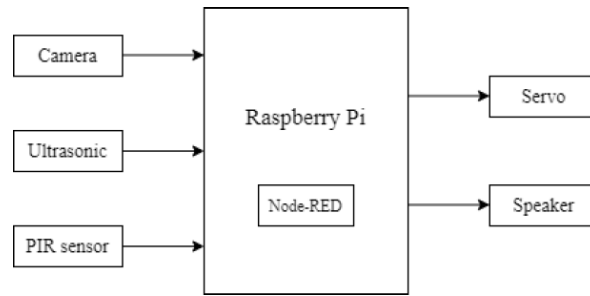 Camera
Ultrasonic
PIR sensor
Raspberry Pi
Node-RED
Servo
Speaker